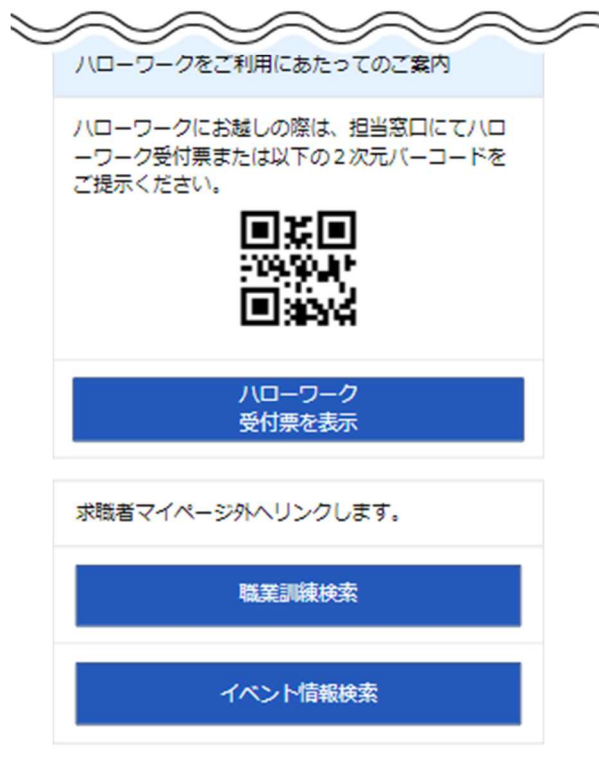 ハローワークをご利用にあたってのご案内
ハローワークにお越しの際は、担当窓口にてハロ
ーワーク受付票または以下の２次元バーコードを
ご提示ください。
ハローワーク
受付票を表示
求職者マイページ外へリンクします。
職業訓練検索
イベント情報検索